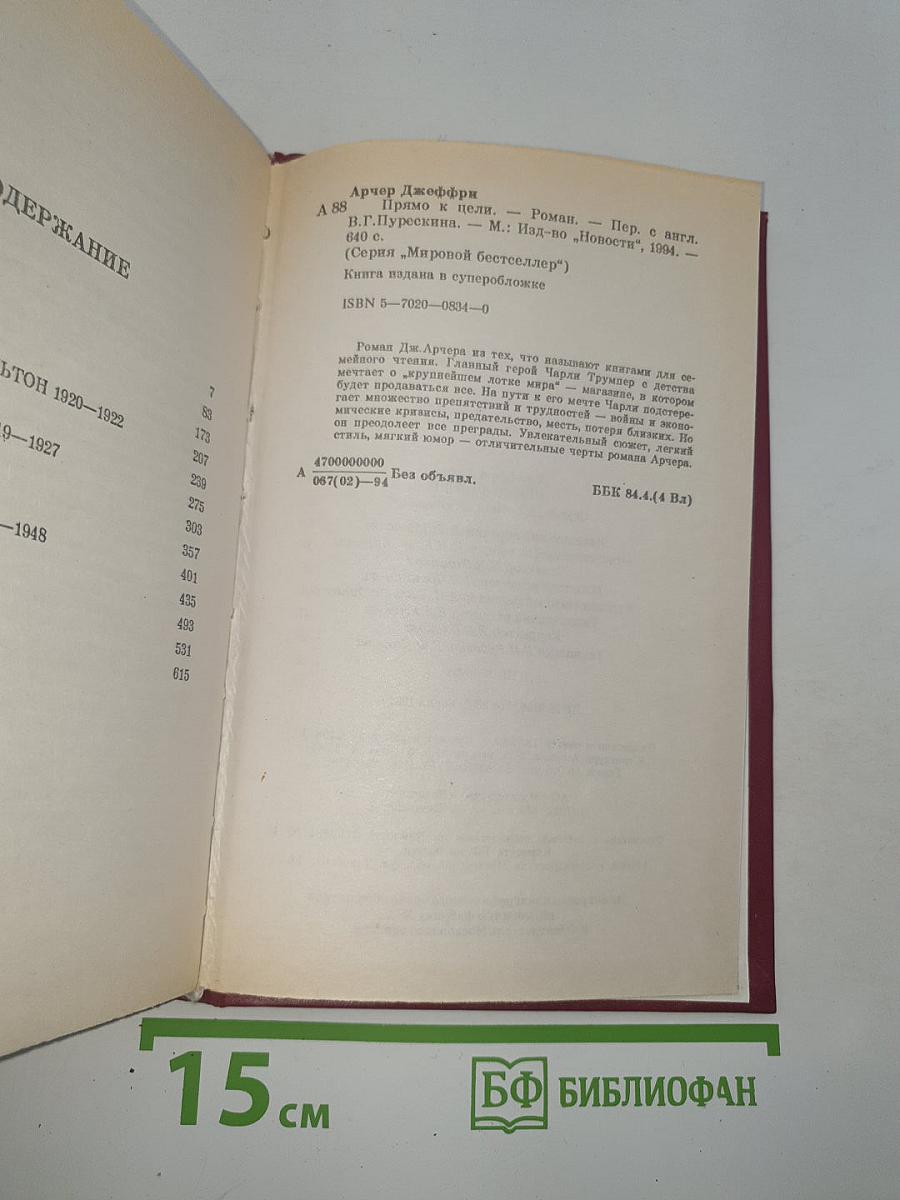 ОДЕРЖАНИЕ
ЬТОН 1920—1922
19—1927
—1948
7
83
173
207
239
275
303
357
401
435
493
531
615
Арчер Джеффри
А 88 Прямо к цели. — Роман. — Пер. с англ.
В.Г.Пурескина. — М.: Изд-во „Новости“, 1994. —
640 с.
(Серия „Мировой бестселлер“)
Книга издана в суперобложке
ISBN 5—7020—0834—0
Роман Дж.Арчера из тех, что называют книгами для се-
мейного чтения. Главный герой Чарли Трумпер с детства
мечтает о „крупнейшем лотке мира“ — магазине, в котором
будет продаваться все. На пути к его мечте Чарли подстере-
гает множество препятствий и трудностей — войны и эконо-
мические кризисы, предательство, месть, потеря близких. Но
он преодолеет все преграды. Увлекательный сюжет, легкий
стиль, мягкий юмор — отличительные черты романа Арчера.
А 4700000000
067(02)—94 Без объявл.
ББК 84.4.(4 Вл)
15 см
БФ БИБЛИОФАН